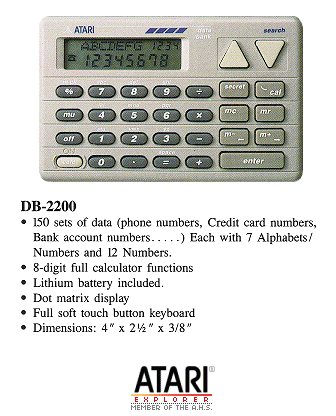 ATARI data bank search
ABCDEFG 1234
12345678
% 7 8 9 ÷ secret cal
mu 4 5 6 × mc mr
off 1 2 3 − m- m+
ON space
0 · = + enter
DB-2200
• 150 sets of data (phone numbers, Credit card numbers,
Bank account numbers.....) Each with 7 Alphabets/
Numbers and 12 Numbers.
• 8-digit full calculator functions
• Lithium battery included.
• Dot matrix display
• Full soft touch button keyboard
• Dimensions: 4″ x 2½″ x 3/8″
ATARI
EXPLORER
MEMBER OF THE A.H.S.